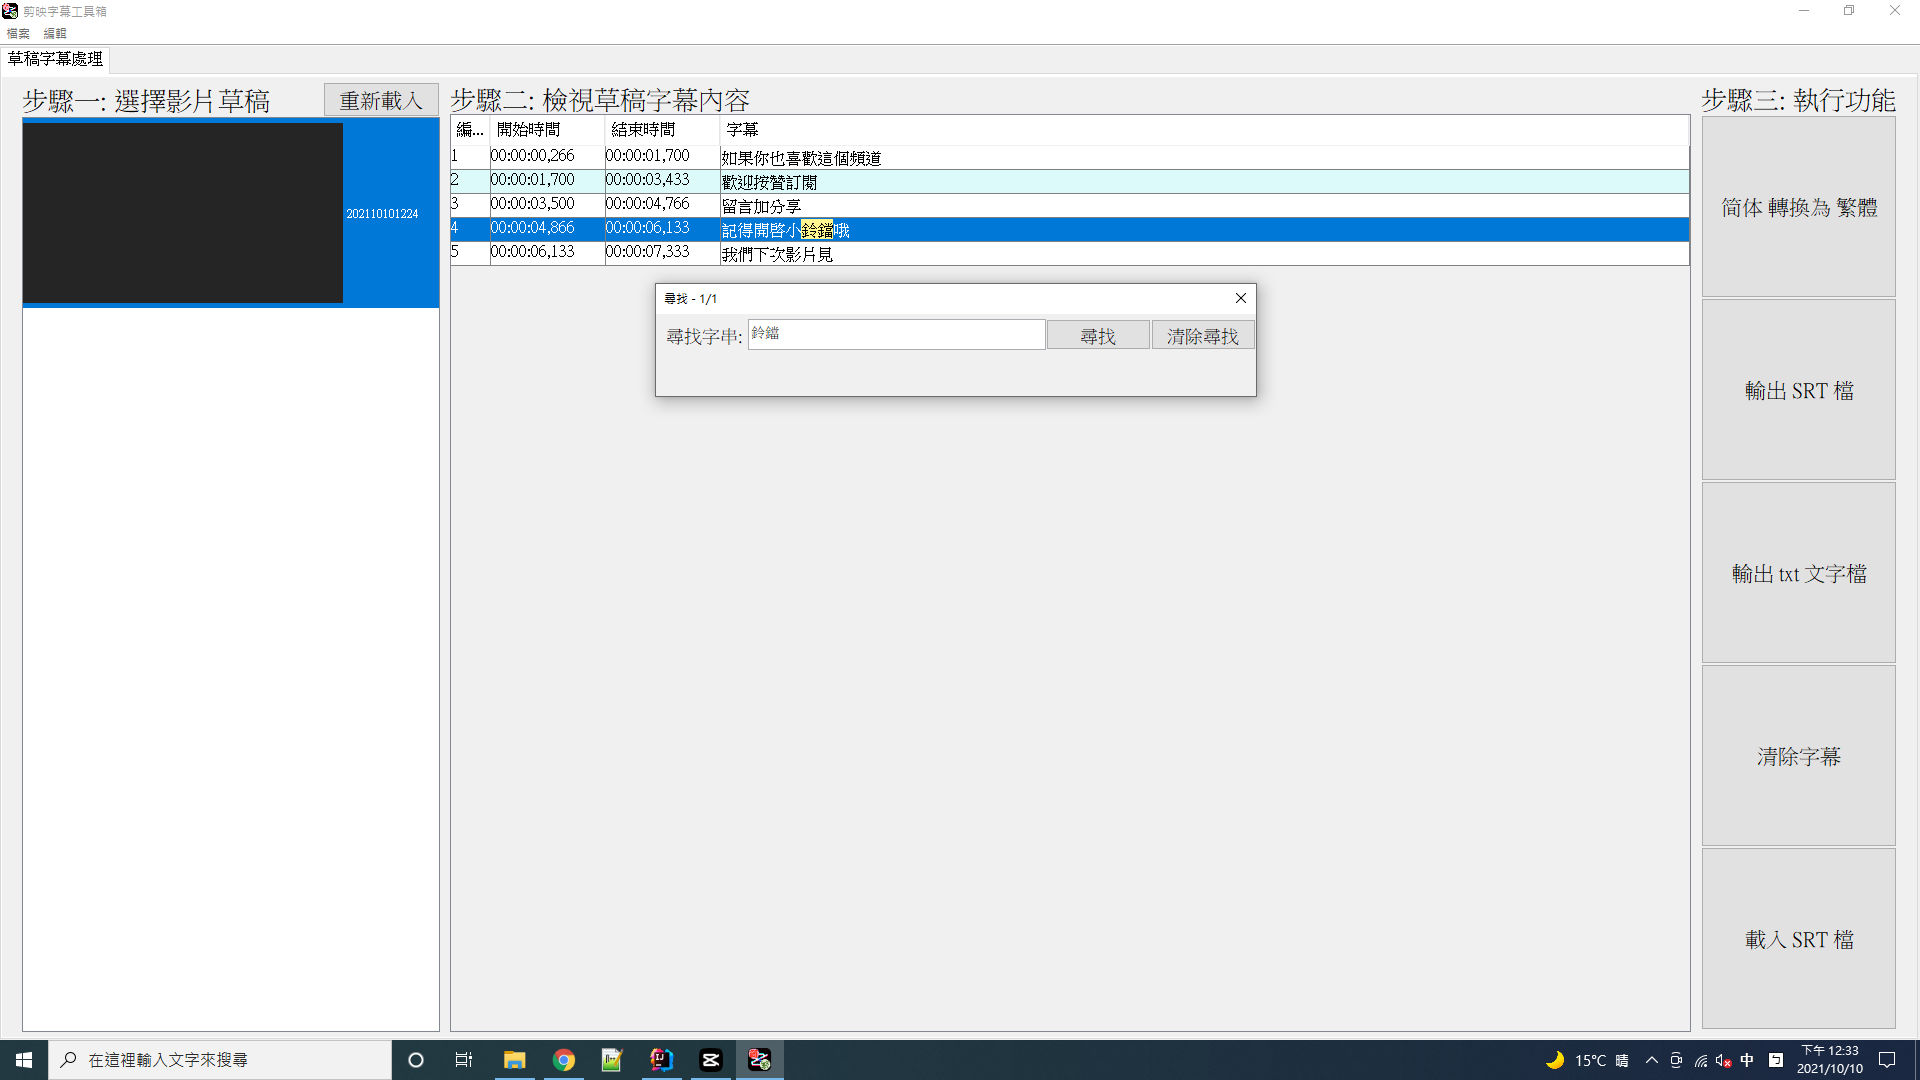 剪映字幕工具箱
檔案 編輯
草稿字幕處理
步驟一: 選擇影片草稿
重新載入
202110101224
步驟二: 檢視草稿字幕內容
編... 開始時間 結束時間 字幕
1 00:00:00,266 00:00:01,700 如果你也喜歡這個頻道
2 00:00:01,700 00:00:03,433 歡迎按贊訂閱
3 00:00:03,500 00:00:04,766 留言加分享
4 00:00:04,866 00:00:06,133 記得開啓小鈴鐺哦
5 00:00:06,133 00:00:07,333 我們下次影片見
尋找 - 1/1
尋找字串: 鈴鐺 尋找 清除尋找
步驟三: 執行功能
简体 轉換為 繁體
輸出 SRT 檔
輸出 txt 文字檔
清除字幕
載入 SRT 檔
在這裡輸入文字來搜尋
15°C 晴
中
下午 12:33
2021/10/10